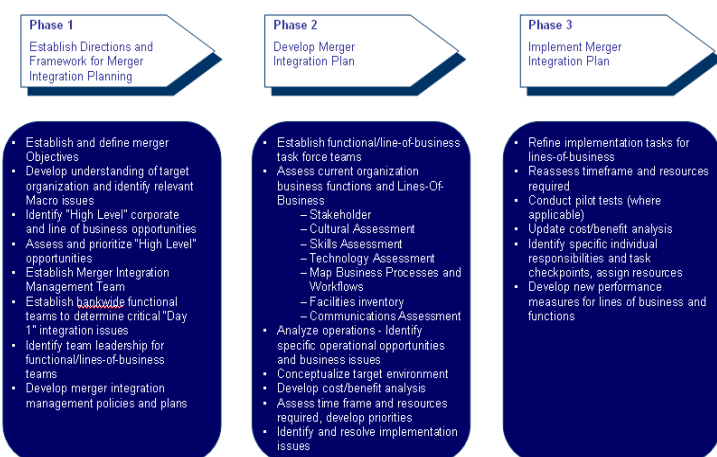 Phase 1
Establish Directions and
Framework for Merger
Integration Planning
Phase 2
Develop Merger
Integration Plan
Phase 3
Implement Merger
Integration Plan
• Establish and define merger
Objectives
• Develop understanding of target
organization and identify relevant
Macro issues
• Identify "High Level" corporate
and line of business opportunities
• Assess and prioritize "High Level"
opportunities
• Establish Merger Integration
Management Team
• Establish bankwide functional
teams to determine critical "Day
1" integration issues
• Identify team leadership for
functional/lines-of-business
teams
• Develop merger integration
management policies and plans
• Establish functional/line-of-business
task force teams
• Assess current organization
business functions and Lines-Of-
Business
– Stakeholder
– Cultural Assessment
– Skills Assessment
– Technology Assessment
– Map Business Processes and
Workflows
– Facilities inventory
– Communications Assessment
• Analyze operations - Identify
specific operational opportunities
and business issues
• Conceptualize target environment
• Develop cost/benefit analysis
• Assess time frame and resources
required, develop priorities
• Identify and resolve implementation
issues
• Refine implementation tasks for
lines-of-business
• Reassess timeframe and resources
required
• Conduct pilot tests (where
applicable)
• Update cost/benefit analysis
• Identify specific individual
responsibilities and task
checkpoints, assign resources
• Develop new performance
measures for lines of business and
functions